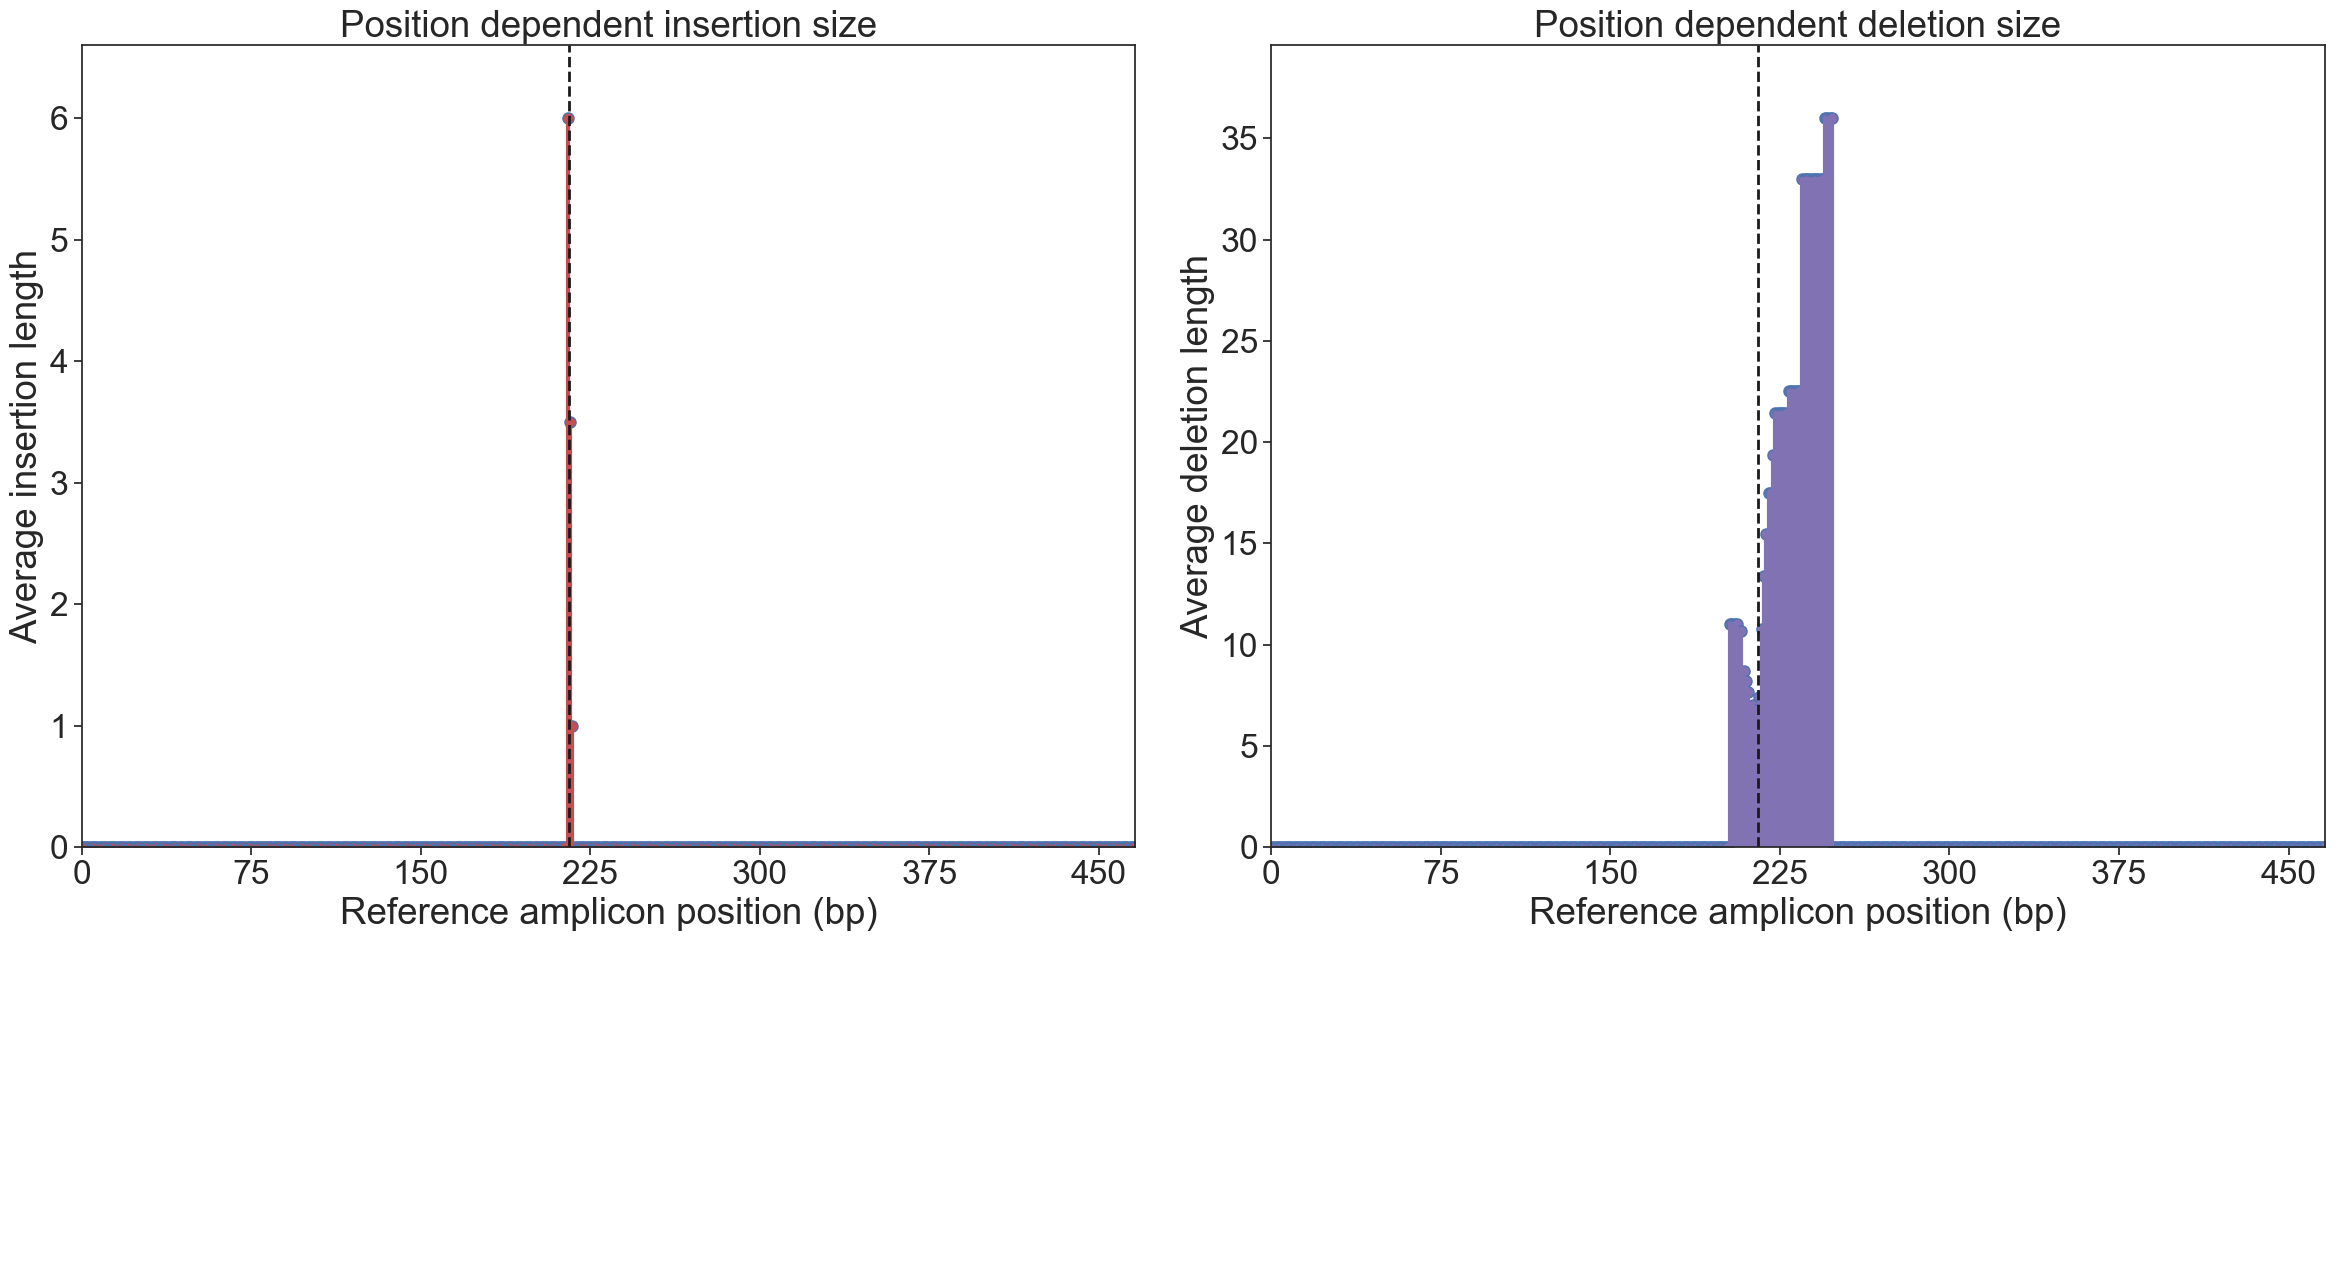 Position dependent insertion size
Average insertion length
6
5
4
3
2
1
0
0 75 150 225 300 375 450
Reference amplicon position (bp)
Position dependent deletion size
Average deletion length
35
30
25
20
15
10
5
0
0 75 150 225 300 375 450
Reference amplicon position (bp)